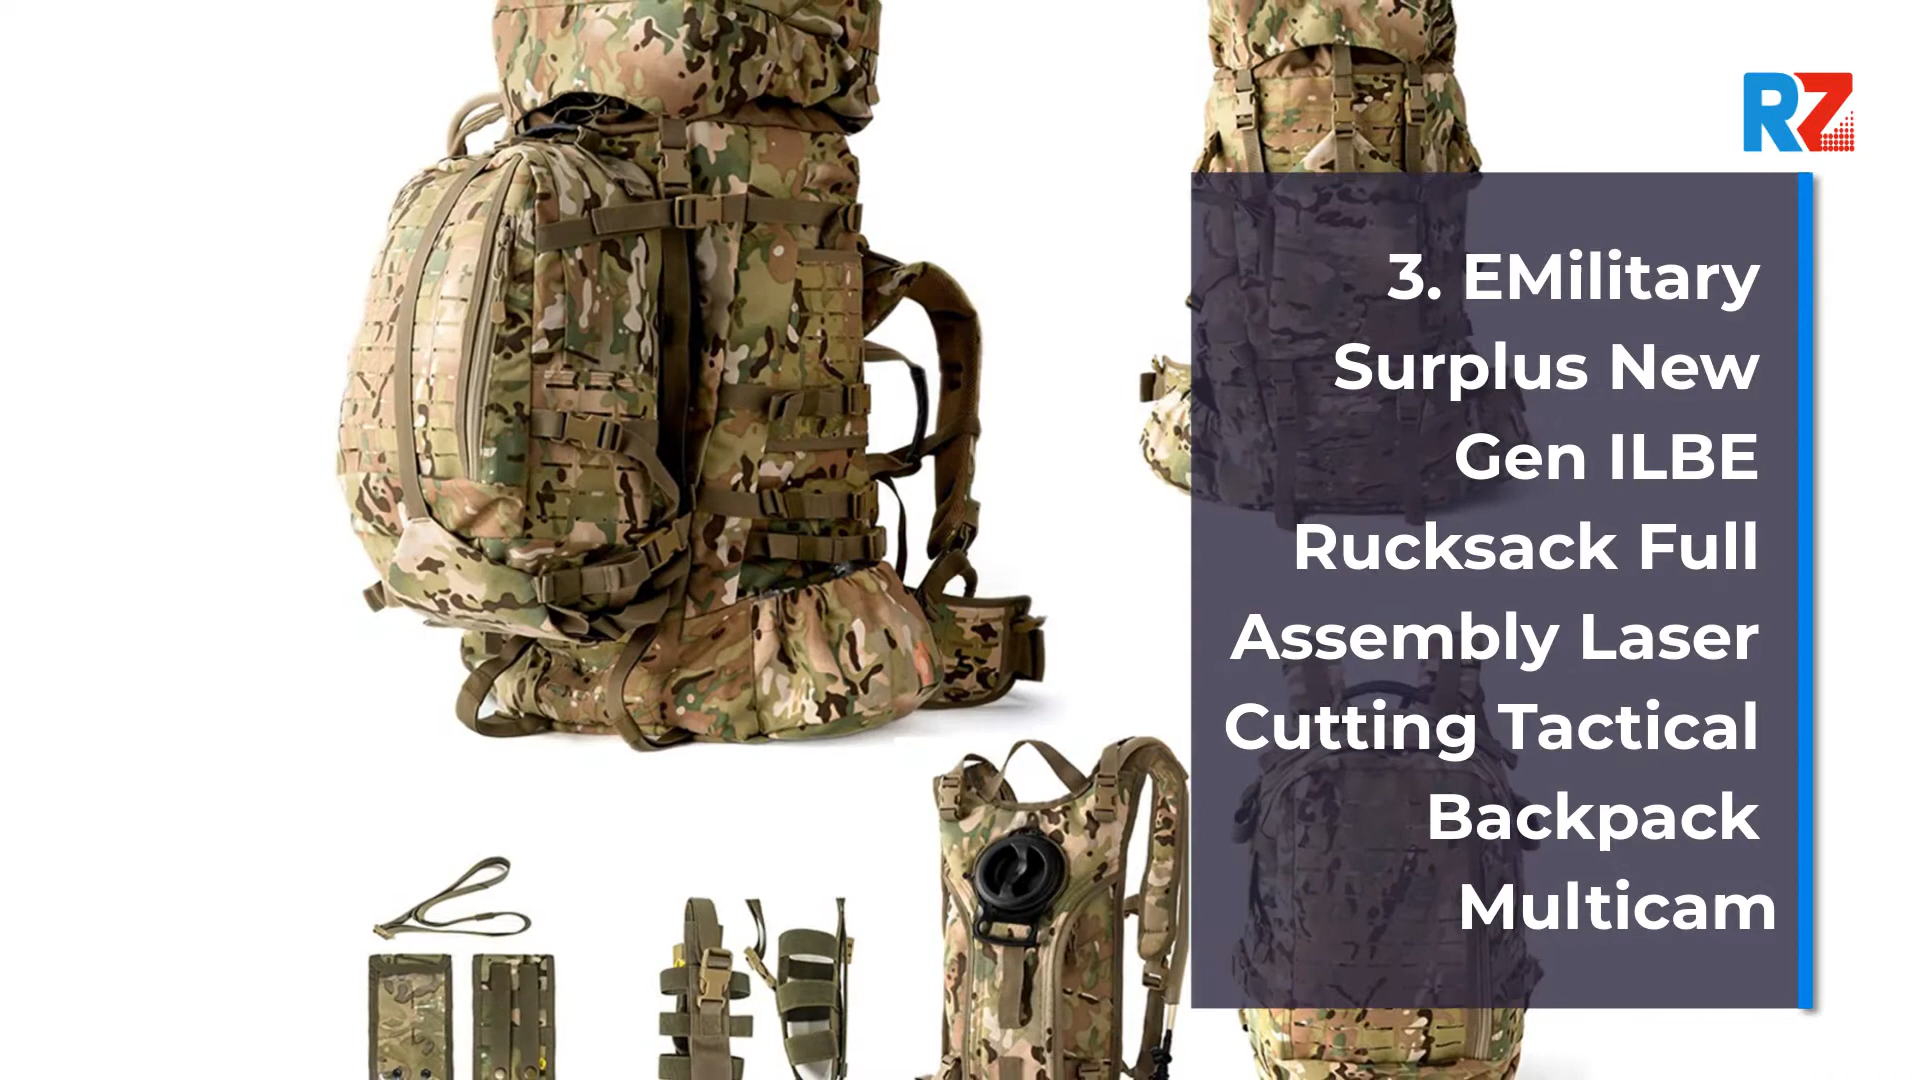 RZ
3. EMilitary
Surplus New
Gen ILBE
Rucksack Full
Assembly Laser
Cutting Tactical
Backpack
Multicam